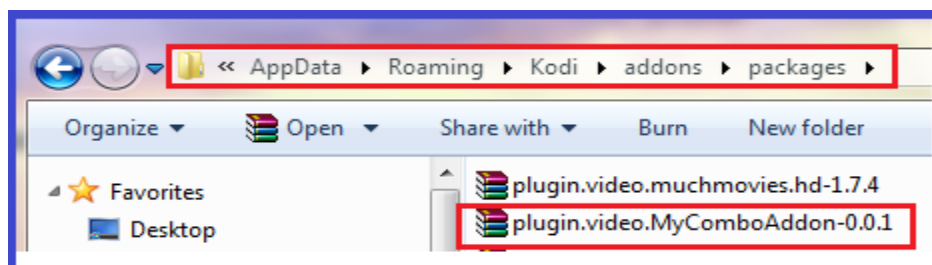 « AppData ▸ Roaming ▸ Kodi ▸ addons ▸ packages ▸
Organize ▾ Open ▾ Share with ▾ Burn New folder
Favorites
Desktop
plugin.video.muchmovies.hd-1.7.4
plugin.video.MyComboAddon-0.0.1